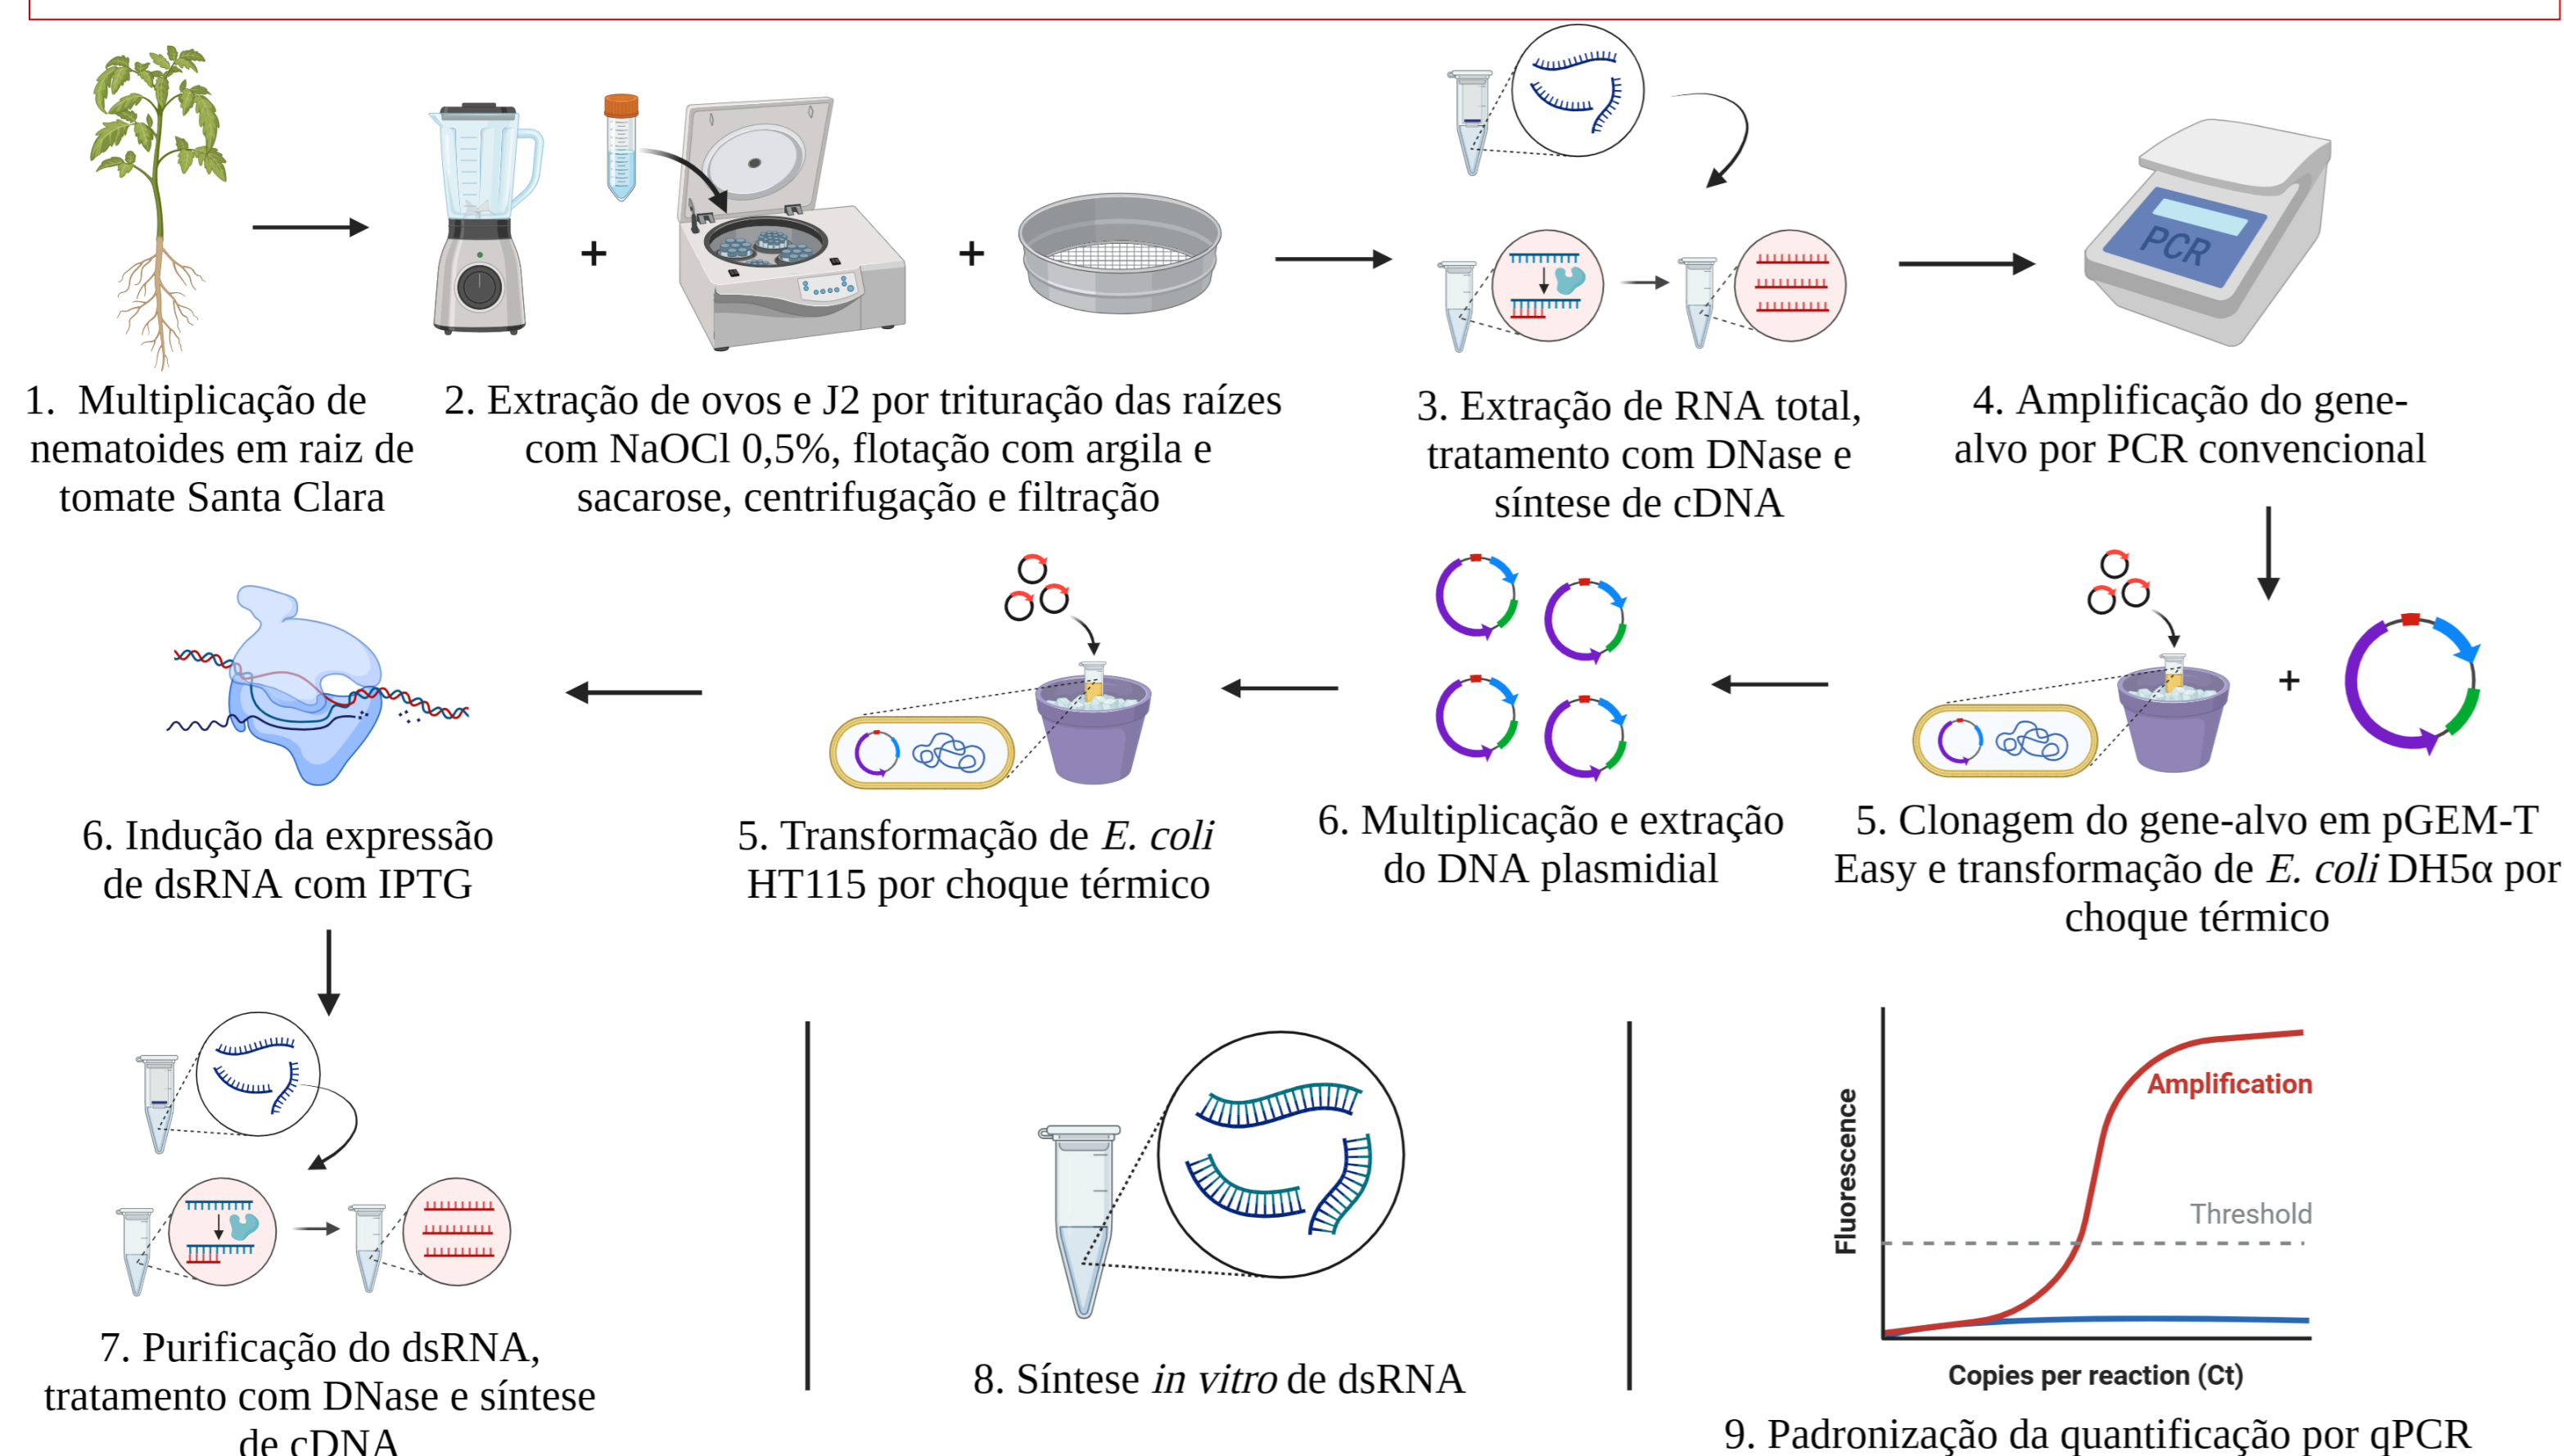 PCR
1. Multiplicação de
nematoides em raiz de
tomate Santa Clara
2. Extração de ovos e J2 por trituração das raízes
com NaOCl 0,5%, flotação com argila e
sacarose, centrifugação e filtração
3. Extração de RNA total,
tratamento com DNase e
síntese de cDNA
4. Amplificação do gene-
alvo por PCR convencional
5. Clonagem do gene-alvo em pGEM-T
Easy e transformação de E. coli DH5α por
choque térmico
6. Multiplicação e extração
do DNA plasmidial
5. Transformação de E. coli
HT115 por choque térmico
6. Indução da expressão
de dsRNA com IPTG
7. Purificação do dsRNA,
tratamento com DNase e síntese
de cDNA
8. Síntese in vitro de dsRNA
Fluorescence
Amplification
Threshold
Copies per reaction (Ct)
9. Padronização da quantificação por qPCR